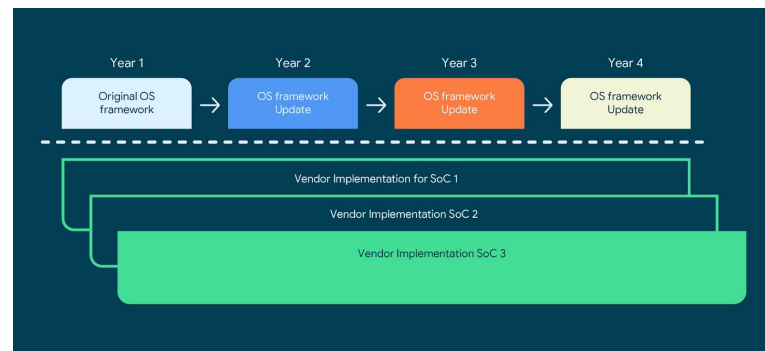 Year 1
Year 2
Year 3
Year 4
Original OS
framework
OS framework
Update
OS framework
Update
OS framework
Update
Vendor Implementation for SoC 1
Vendor Implementation SoC 2
Vendor Implementation SoC 3